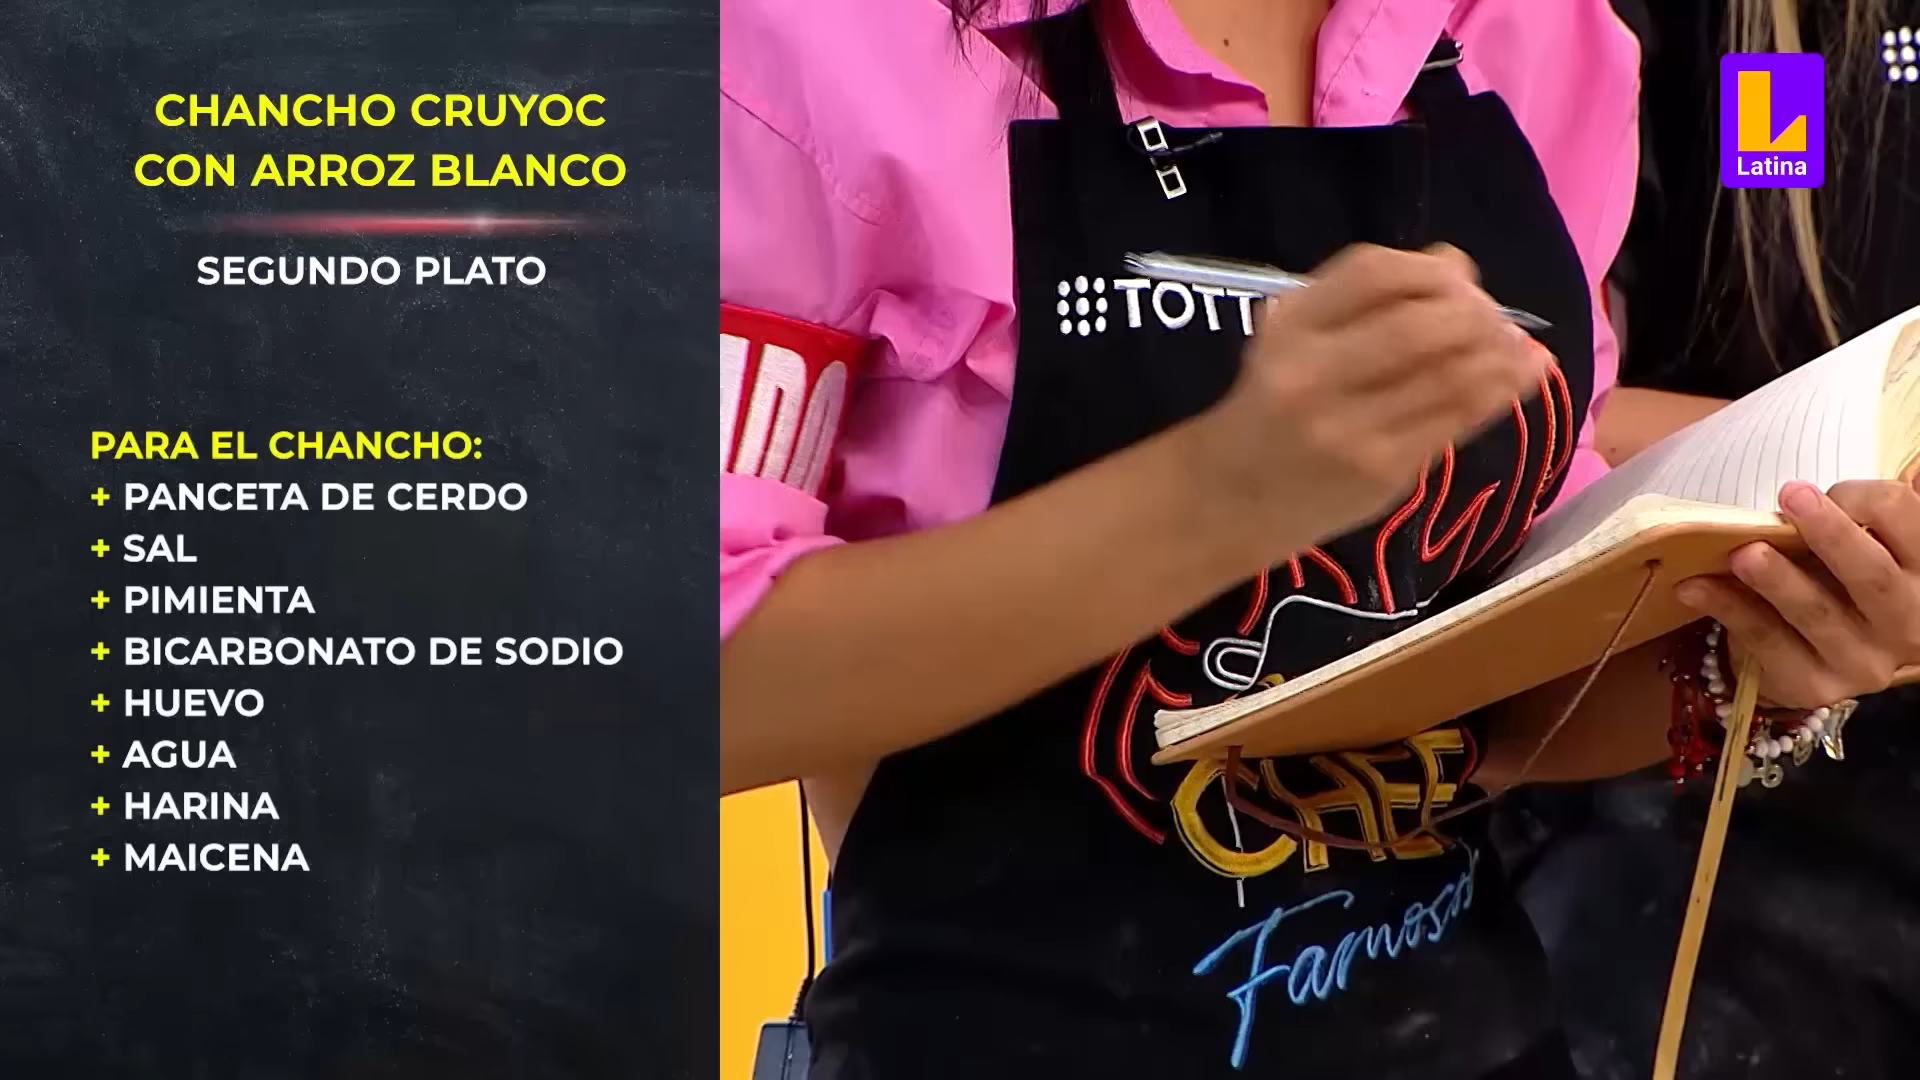 CHANCHO CRUYOC
CON ARROZ BLANCO
SEGUNDO PLATO
PARA EL CHANCHO:
+ PANCETA DE CERDO
+ SAL
+ PIMIENTA
+ BICARBONATO DE SODIO
+ HUEVO
+ AGUA
+ HARINA
+ MAICENA
Latina
TOTT
CHEF
Famosos